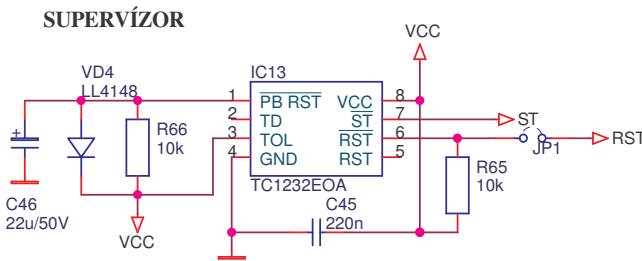 SUPERVÍZOR
VCC
VD4
LL4148
IC13
1 PB RST VCC 8
2 TD ST 7
3 TOL RST 6
4 GND RST 5
TC1232EOA
R66
10k
ST
JP1
RST
R65
10k
C46
22u/50V
VCC
C45
220n
+